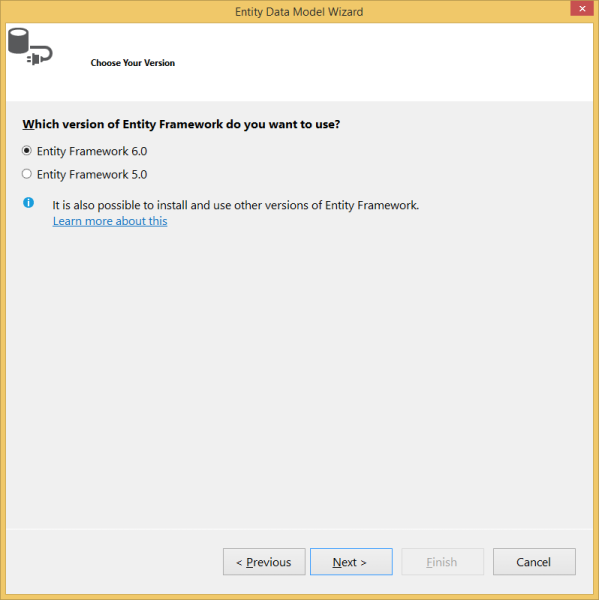 Entity Data Model Wizard
Choose Your Version
Which version of Entity Framework do you want to use?
Entity Framework 6.0
Entity Framework 5.0
It is also possible to install and use other versions of Entity Framework.
Learn more about this
< Previous
Next >
Finish
Cancel